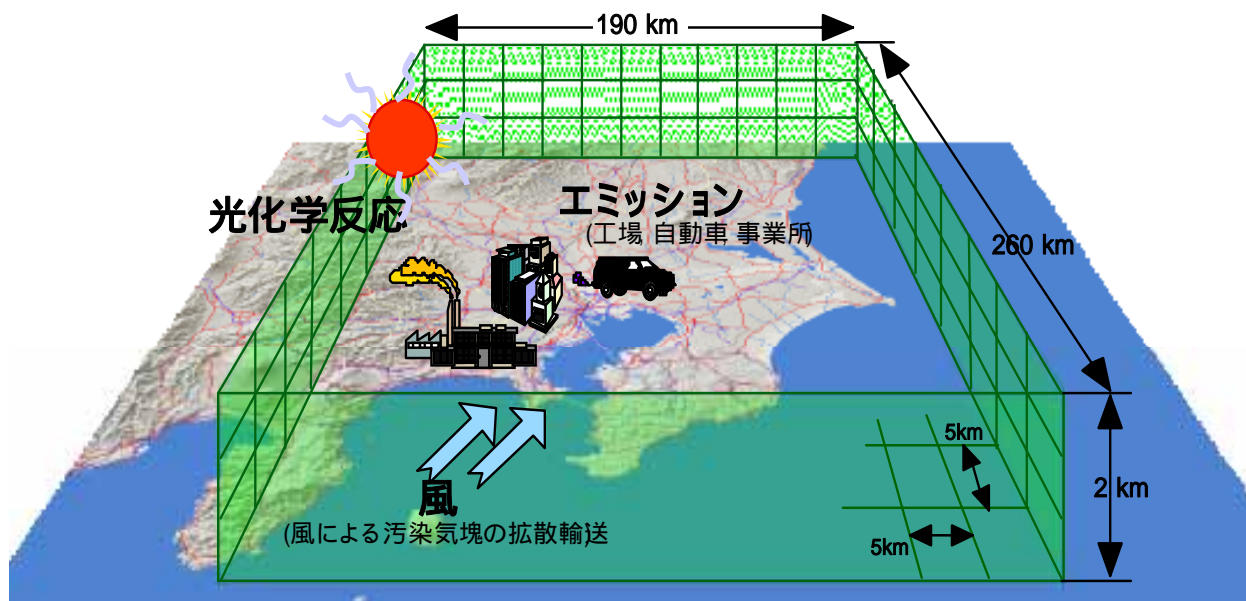 190 km
光化学反応
エミッション
(工場 自動車 事業所)
260 km
5km
2 km
5km
風
(風による汚染気塊の拡散輸送